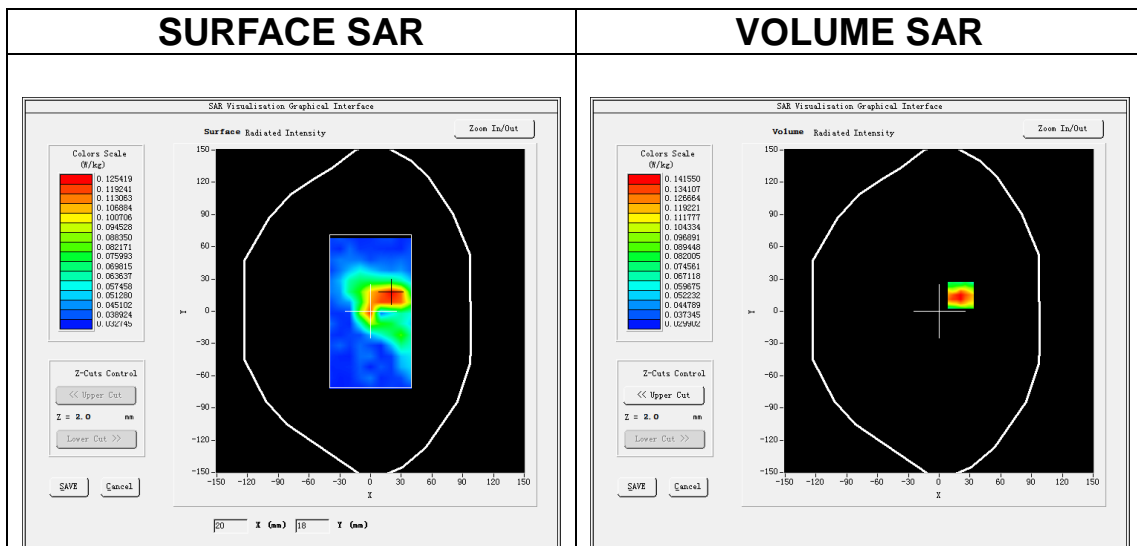 SURFACE SAR
VOLUME SAR
SAR Visualisation Graphical Interface
Surface Radiated Intensity
Zoom In/Out
Colors Scale
(W/kg)
0.125419
0.119241
0.113063
0.106884
0.100706
0.094528
0.088350
0.082171
0.075993
0.069815
0.063637
0.057458
0.051280
0.045102
0.038924
0.032745
150
120
90
60
30
0
-30
-60
-90
-120
-150
Y
-150 -120 -90 -60 -30 0 30 60 90 120 150
X
Z-Cuts Control
<< Upper Cut
Z = 2.0 mm
Lower Cut >>
SAVE Cancel
20 X (mm) 18 Y (mm)
SAR Visualisation Graphical Interface
Volume Radiated Intensity
Zoom In/Out
Colors Scale
(W/kg)
0.141550
0.134107
0.126664
0.119221
0.111777
0.104334
0.096891
0.089448
0.082005
0.074561
0.067118
0.059675
0.052232
0.044789
0.037345
0.029902
150
120
90
60
30
0
-30
-60
-90
-120
-150
Y
-150 -120 -90 -60 -30 0 30 60 90 120 150
X
Z-Cuts Control
<< Upper Cut
Z = 2.0 mm
Lower Cut >>
SAVE Cancel